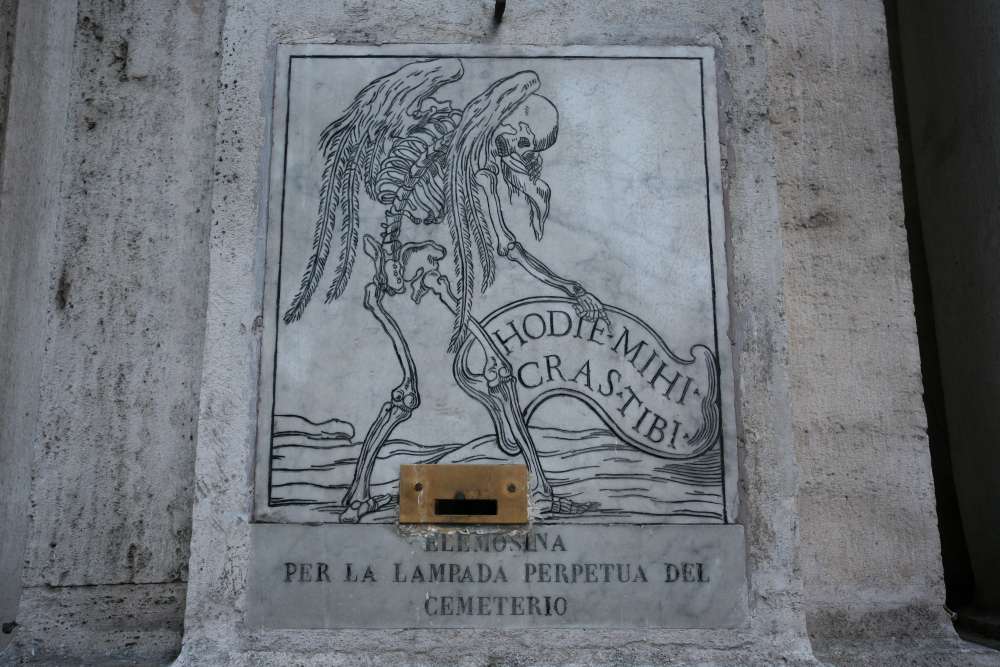 HODIE·MIHI·
CRAS·TIBI·
ELEMOSINA
PER LA LAMPADA PERPETUA DEL
CEMETERIO